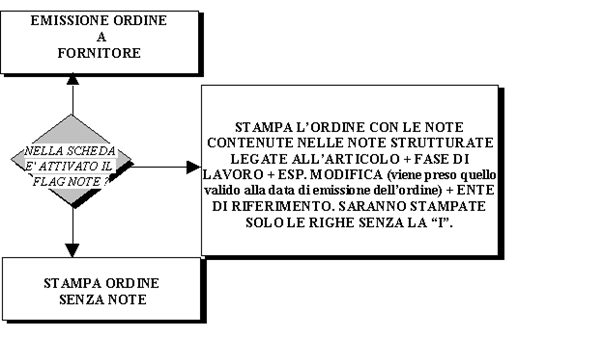 EMISSIONE ORDINE
A
FORNITORE
NELLA SCHEDA
E' ATTIVATO IL
FLAG NOTE ?
STAMPA L'ORDINE CON LE NOTE
CONTENUTE NELLE NOTE STRUTTURATE
LEGATE ALL'ARTICOLO + FASE DI
LAVORO + ESP. MODIFICA (viene preso quello
valido alla data di emissione dell'ordine) + ENTE
DI RIFERIMENTO. SARANNO STAMPATE
SOLO LE RIGHE SENZA LA “I”.
STAMPA ORDINE
SENZA NOTE